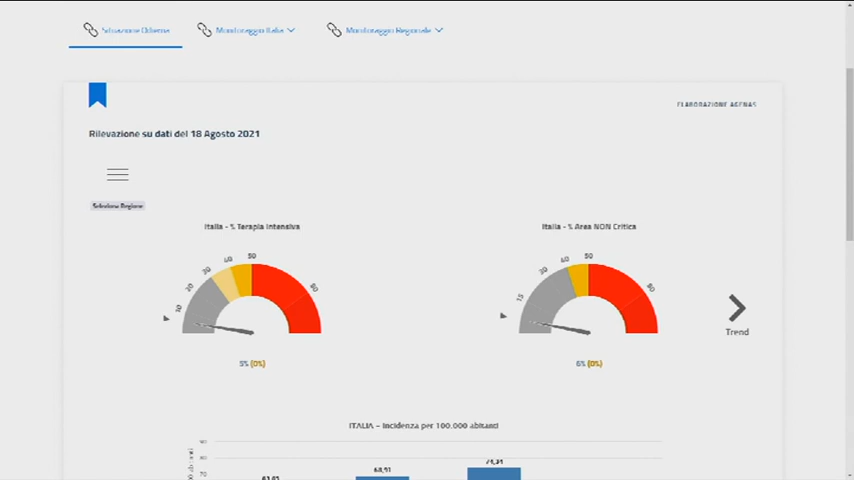 Situazione Odierna
Monitoraggio Italia
Monitoraggio Regionale
ELABORAZIONE AGENAS
Rilevazione su dati del 18 Agosto 2021
Seleziona Regione
Italia - % Terapia Intensiva
Italia - % Area NON Critica
10 20 30 40 50 80
15 30 40 50 80
5% (0%)
6% (0%)
Trend
ITALIA – Incidenza per 100.000 abitanti
90
80
70
68,51
74,34